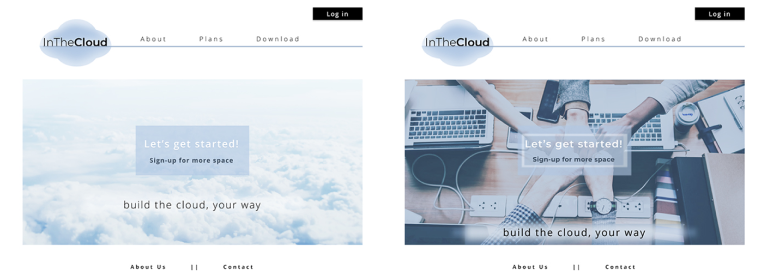 Log in
InTheCloud
About Plans Download
Let's get started!
Sign-up for more space
build the cloud, your way
About Us || Contact
Log in
InTheCloud
About Plans Download
Let's get started!
Sign-up for more space
build the cloud, your way
About Us || Contact